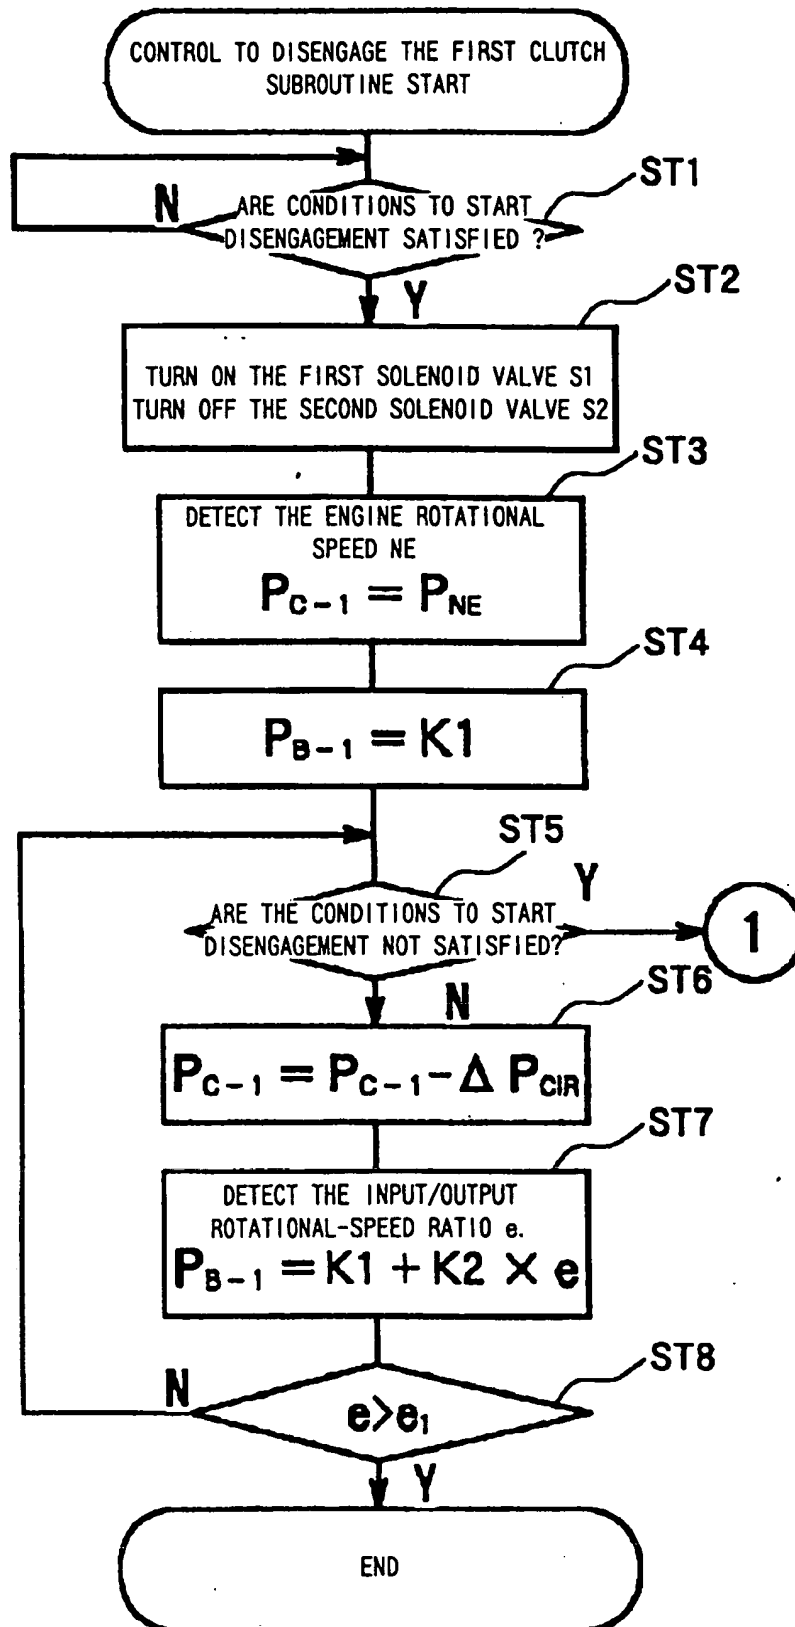 CONTROL TO DISENGAGE THE FIRST CLUTCH
SUBROUTINE START
ST1
N
ARE CONDITIONS TO START
DISENGAGEMENT SATISFIED ?
Y
ST2
TURN ON THE FIRST SOLENOID VALVE S1
TURN OFF THE SECOND SOLENOID VALVE S2
ST3
DETECT THE ENGINE ROTATIONAL
SPEED NE
PC-1 = PNE
ST4
PB-1 = K1
ST5
Y
ARE THE CONDITIONS TO START
DISENGAGEMENT NOT SATISFIED?
1
ST6
N
PC-1 = PC-1-Δ PCIR
ST7
DETECT THE INPUT/OUTPUT
ROTATIONAL-SPEED RATIO e.
PB-1 = K1 + K2 × e
ST8
N
e>e1
Y
END